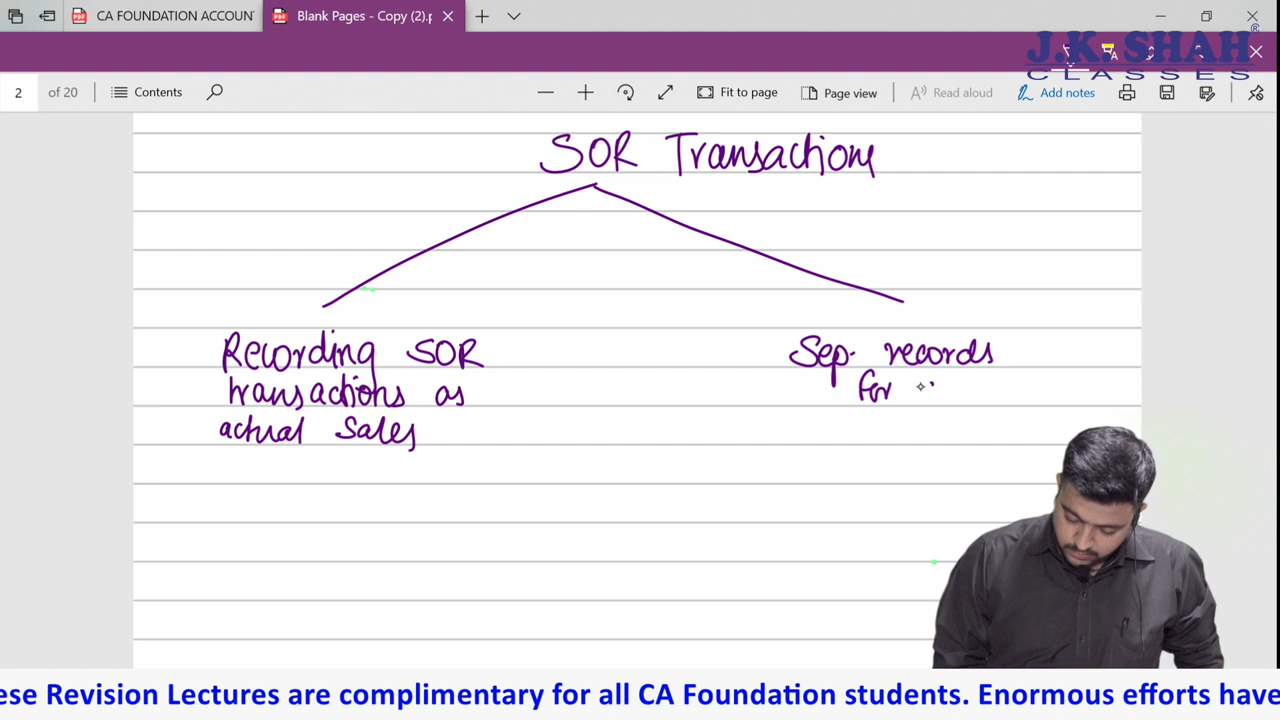 CA FOUNDATION ACCOUN
Blank Pages - Copy (2).p
J.K. SHAH®
CLASSES
2 of 20
Contents
Fit to page
Page view
Read aloud
Add notes
SOR Transactions
Recording SOR
transactions as
actual Sales
Sep. records
for
ese Revision Lectures are complimentary for all CA Foundation students. Enormous efforts have